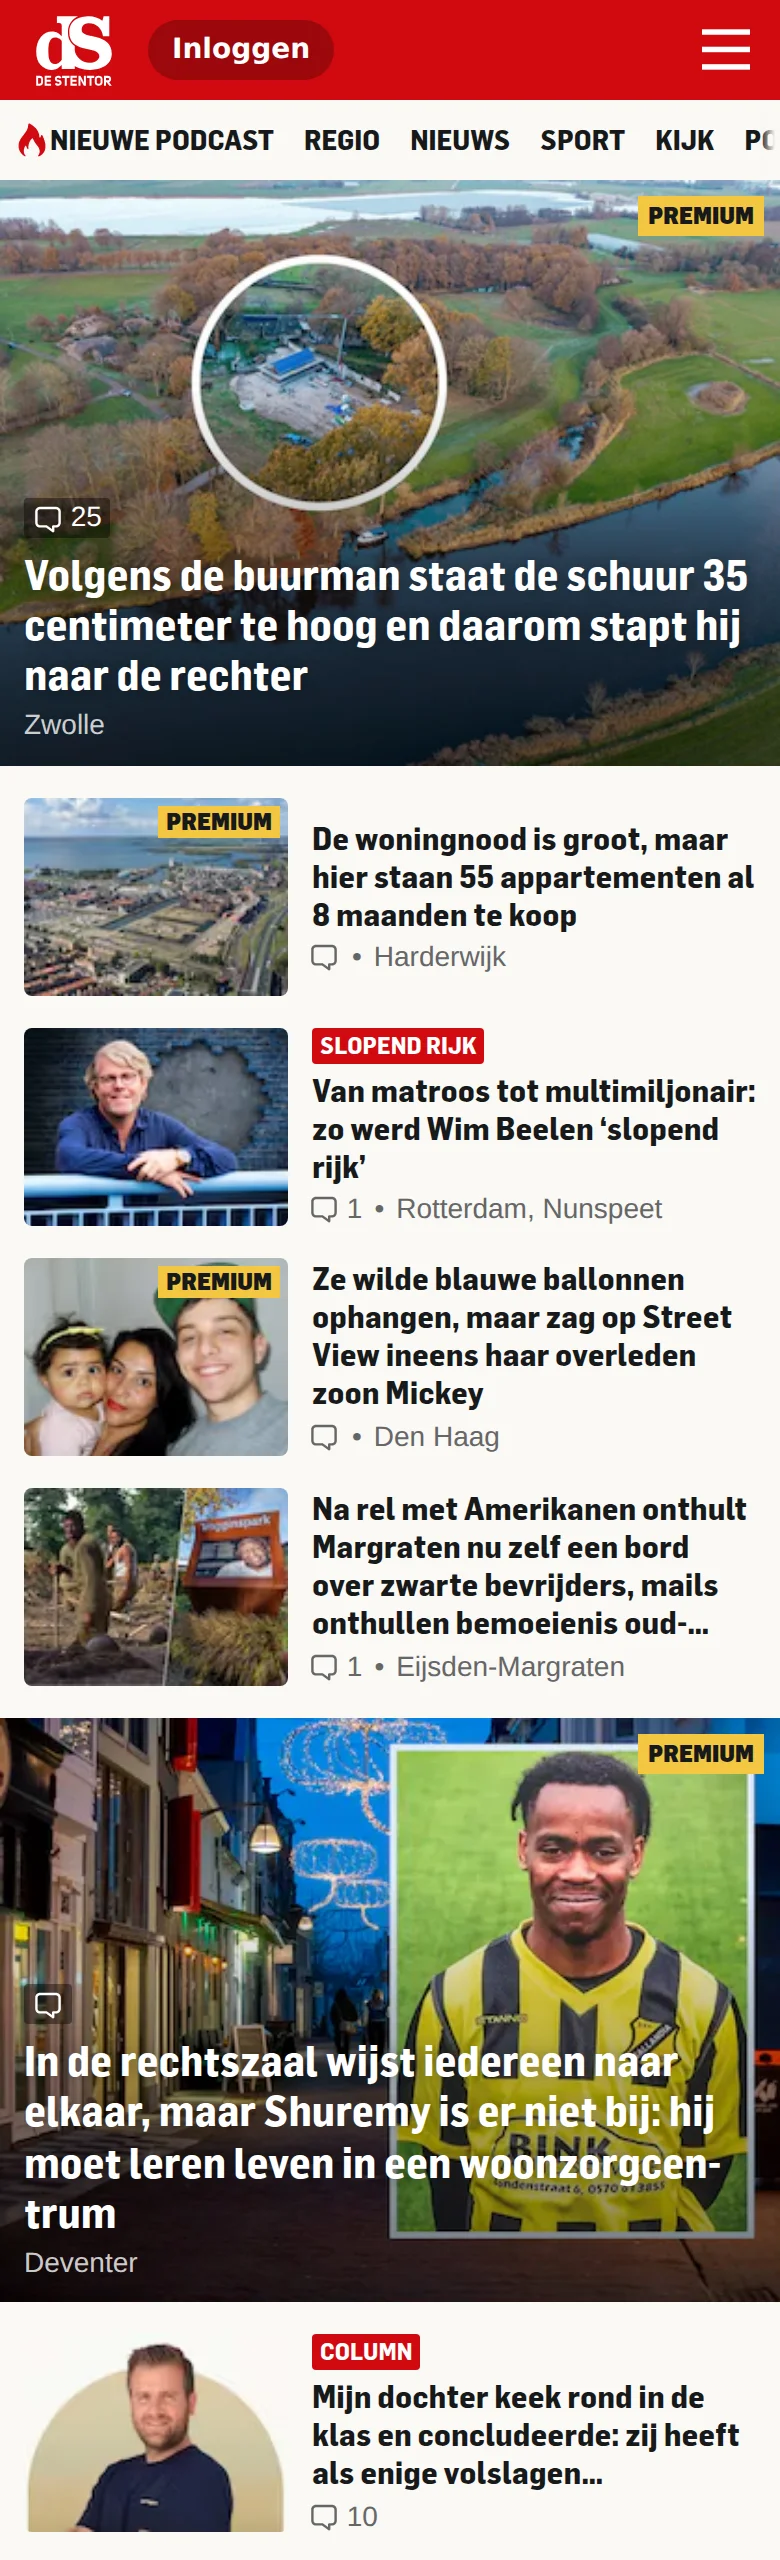 dS
DE STENTOR
Inloggen
NIEUWE PODCAST REGIO NIEUWS SPORT KIJK PO
PREMIUM
25
Volgens de buurman staat de schuur 35
centimeter te hoog en daarom stapt hij
naar de rechter
Zwolle
PREMIUM
De woningnood is groot, maar
hier staan 55 appartementen al
8 maanden te koop
• Harderwijk
SLOPEND RIJK
Van matroos tot multimiljonair:
zo werd Wim Beelen ‘slopend
rijk’
1 • Rotterdam, Nunspeet
PREMIUM
Ze wilde blauwe ballonnen
ophangen, maar zag op Street
View ineens haar overleden
zoon Mickey
• Den Haag
Na rel met Amerikanen onthult
Margraten nu zelf een bord
over zwarte bevrijders, mails
onthullen bemoeienis oud-...
1 • Eijsden-Margraten
PREMIUM
STANNO
RINK
In de rechtszaal wijst iedereen naar
elkaar, maar Shuremy is er niet bij: hij
moet leren leven in een woonzorgcen-
trum
Deventer
COLUMN
Mijn dochter keek rond in de
klas en concludeerde: zij heeft
als enige volslagen...
10